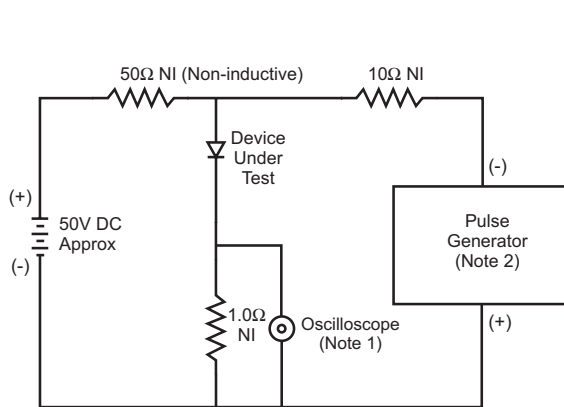 50Ω NI (Non-inductive)
10Ω NI
Device
Under
Test
(+)
50V DC
Approx
(-)
(-)
Pulse
Generator
(Note 2)
(+)
1.0Ω
NI
Oscilloscope
(Note 1)